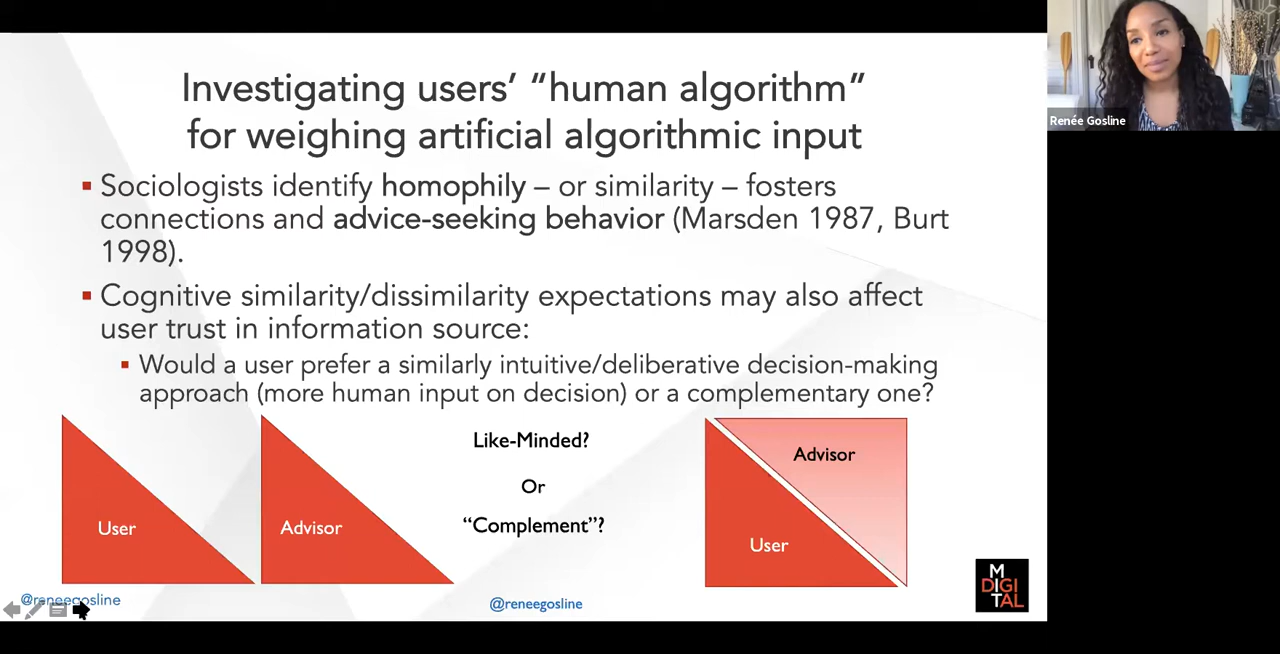 Investigating users’ “human algorithm”
for weighing artificial algorithmic input
▪ Sociologists identify homophily – or similarity – fosters
connections and advice-seeking behavior (Marsden 1987, Burt
1998).
▪ Cognitive similarity/dissimilarity expectations may also affect
user trust in information source:
▪ Would a user prefer a similarly intuitive/deliberative decision-making
approach (more human input on decision) or a complementary one?
User
Advisor
Like-Minded?
Or
“Complement”?
Advisor
User
@reneegosline
@reneegosline
M
DIGI
TAL
Renée Gosline